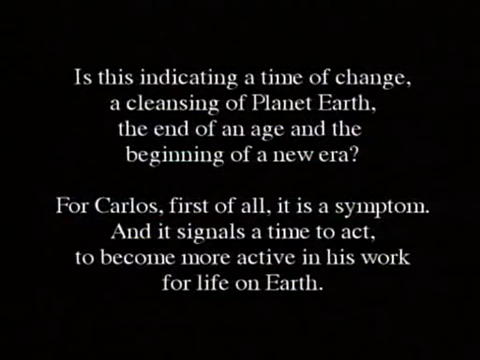 Is this indicating a time of change,
a cleansing of Planet Earth,
the end of an age and the
beginning of a new era?
For Carlos, first of all, it is a symptom.
And it signals a time to act,
to become more active in his work
for life on Earth.